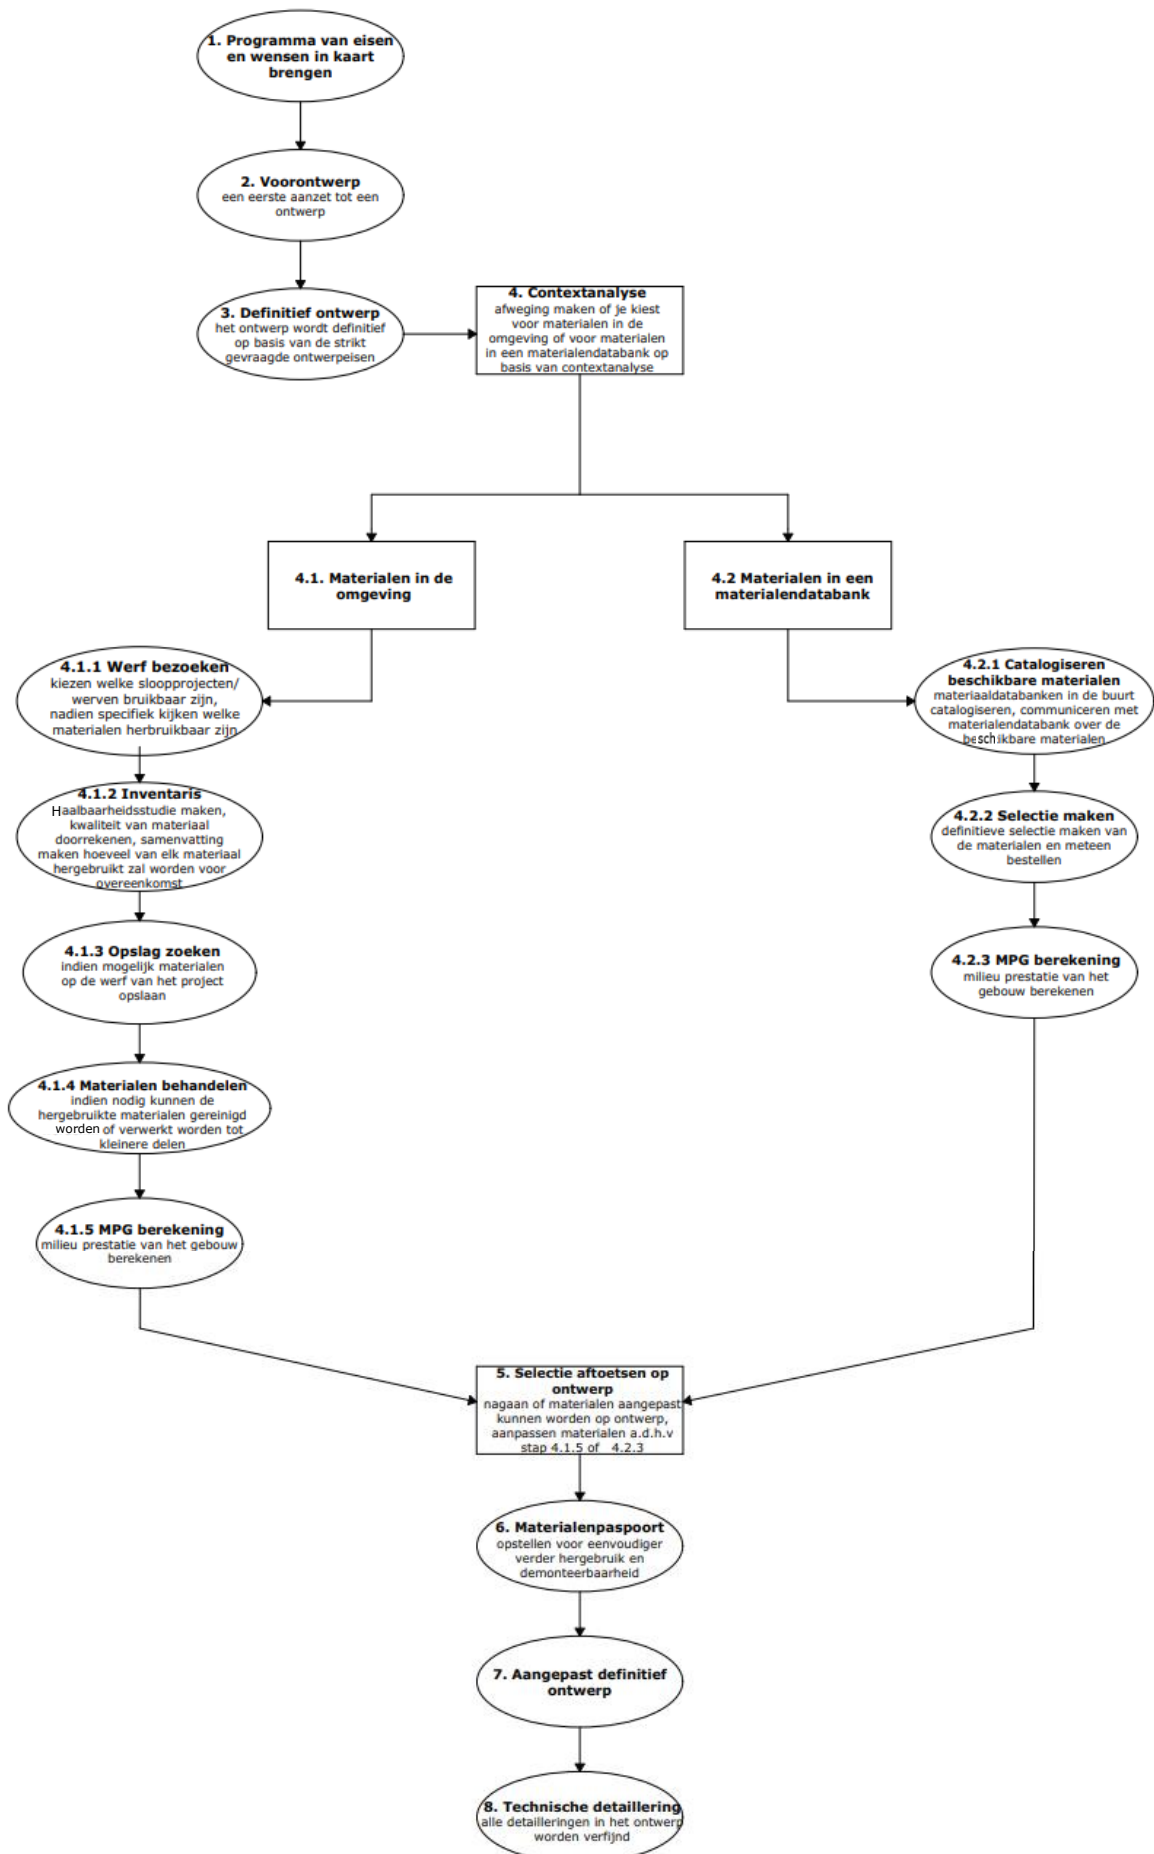 1. Programma van eisen
en wensen in kaart
brengen
2. Voorontwerp
een eerste aanzet tot een
ontwerp
3. Definitief ontwerp
het ontwerp wordt definitief
op basis van de strikt
gevraagde ontwerpeisen
4. Contextanalyse
afweging maken of je kiest
voor materialen in de
omgeving of voor materialen
in een materialendatabank op
basis van contextanalyse
4.1. Materialen in de
omgeving
4.2 Materialen in een
materialendatabank
4.1.1 Werf bezoeken
kiezen welke sloopprojecten/
werven bruikbaar zijn,
nadien specifiek kijken welke
materialen herbruikbaar zijn
4.1.2 Inventaris
Haalbaarheidsstudie maken,
kwaliteit van materiaal
doorrekenen, samenvatting
maken hoeveel van elk materiaal
hergebruikt zal worden voor
overeenkomst
4.1.3 Opslag zoeken
indien mogelijk materialen
op de werf van het project
opslaan
4.1.4 Materialen behandelen
indien nodig kunnen de
hergebruikte materialen gereinigd
worden of verwerkt worden tot
kleinere delen
4.1.5 MPG berekening
milieu prestatie van het gebouw
berekenen
4.2.1 Catalogiseren
beschikbare materialen
materiaaldatabanken in de buurt
catalogiseren, communiceren met
materialendatabank over de
beschikbare materialen
4.2.2 Selectie maken
definitieve selectie maken van
de materialen en meteen
bestellen
4.2.3 MPG berekening
milieu prestatie van het
gebouw berekenen
5. Selectie aftoetsen op
ontwerp
nagaan of materialen aangepast
kunnen worden op ontwerp,
aanpassen materialen a.d.h.v
stap 4.1.5 of 4.2.3
6. Materialenpaspoort
opstellen voor eenvoudiger
verder hergebruik en
demonteerbaarheid
7. Aangepast definitief
ontwerp
8. Technische detaillering
alle detailleringen in het ontwerp
worden verfijnd